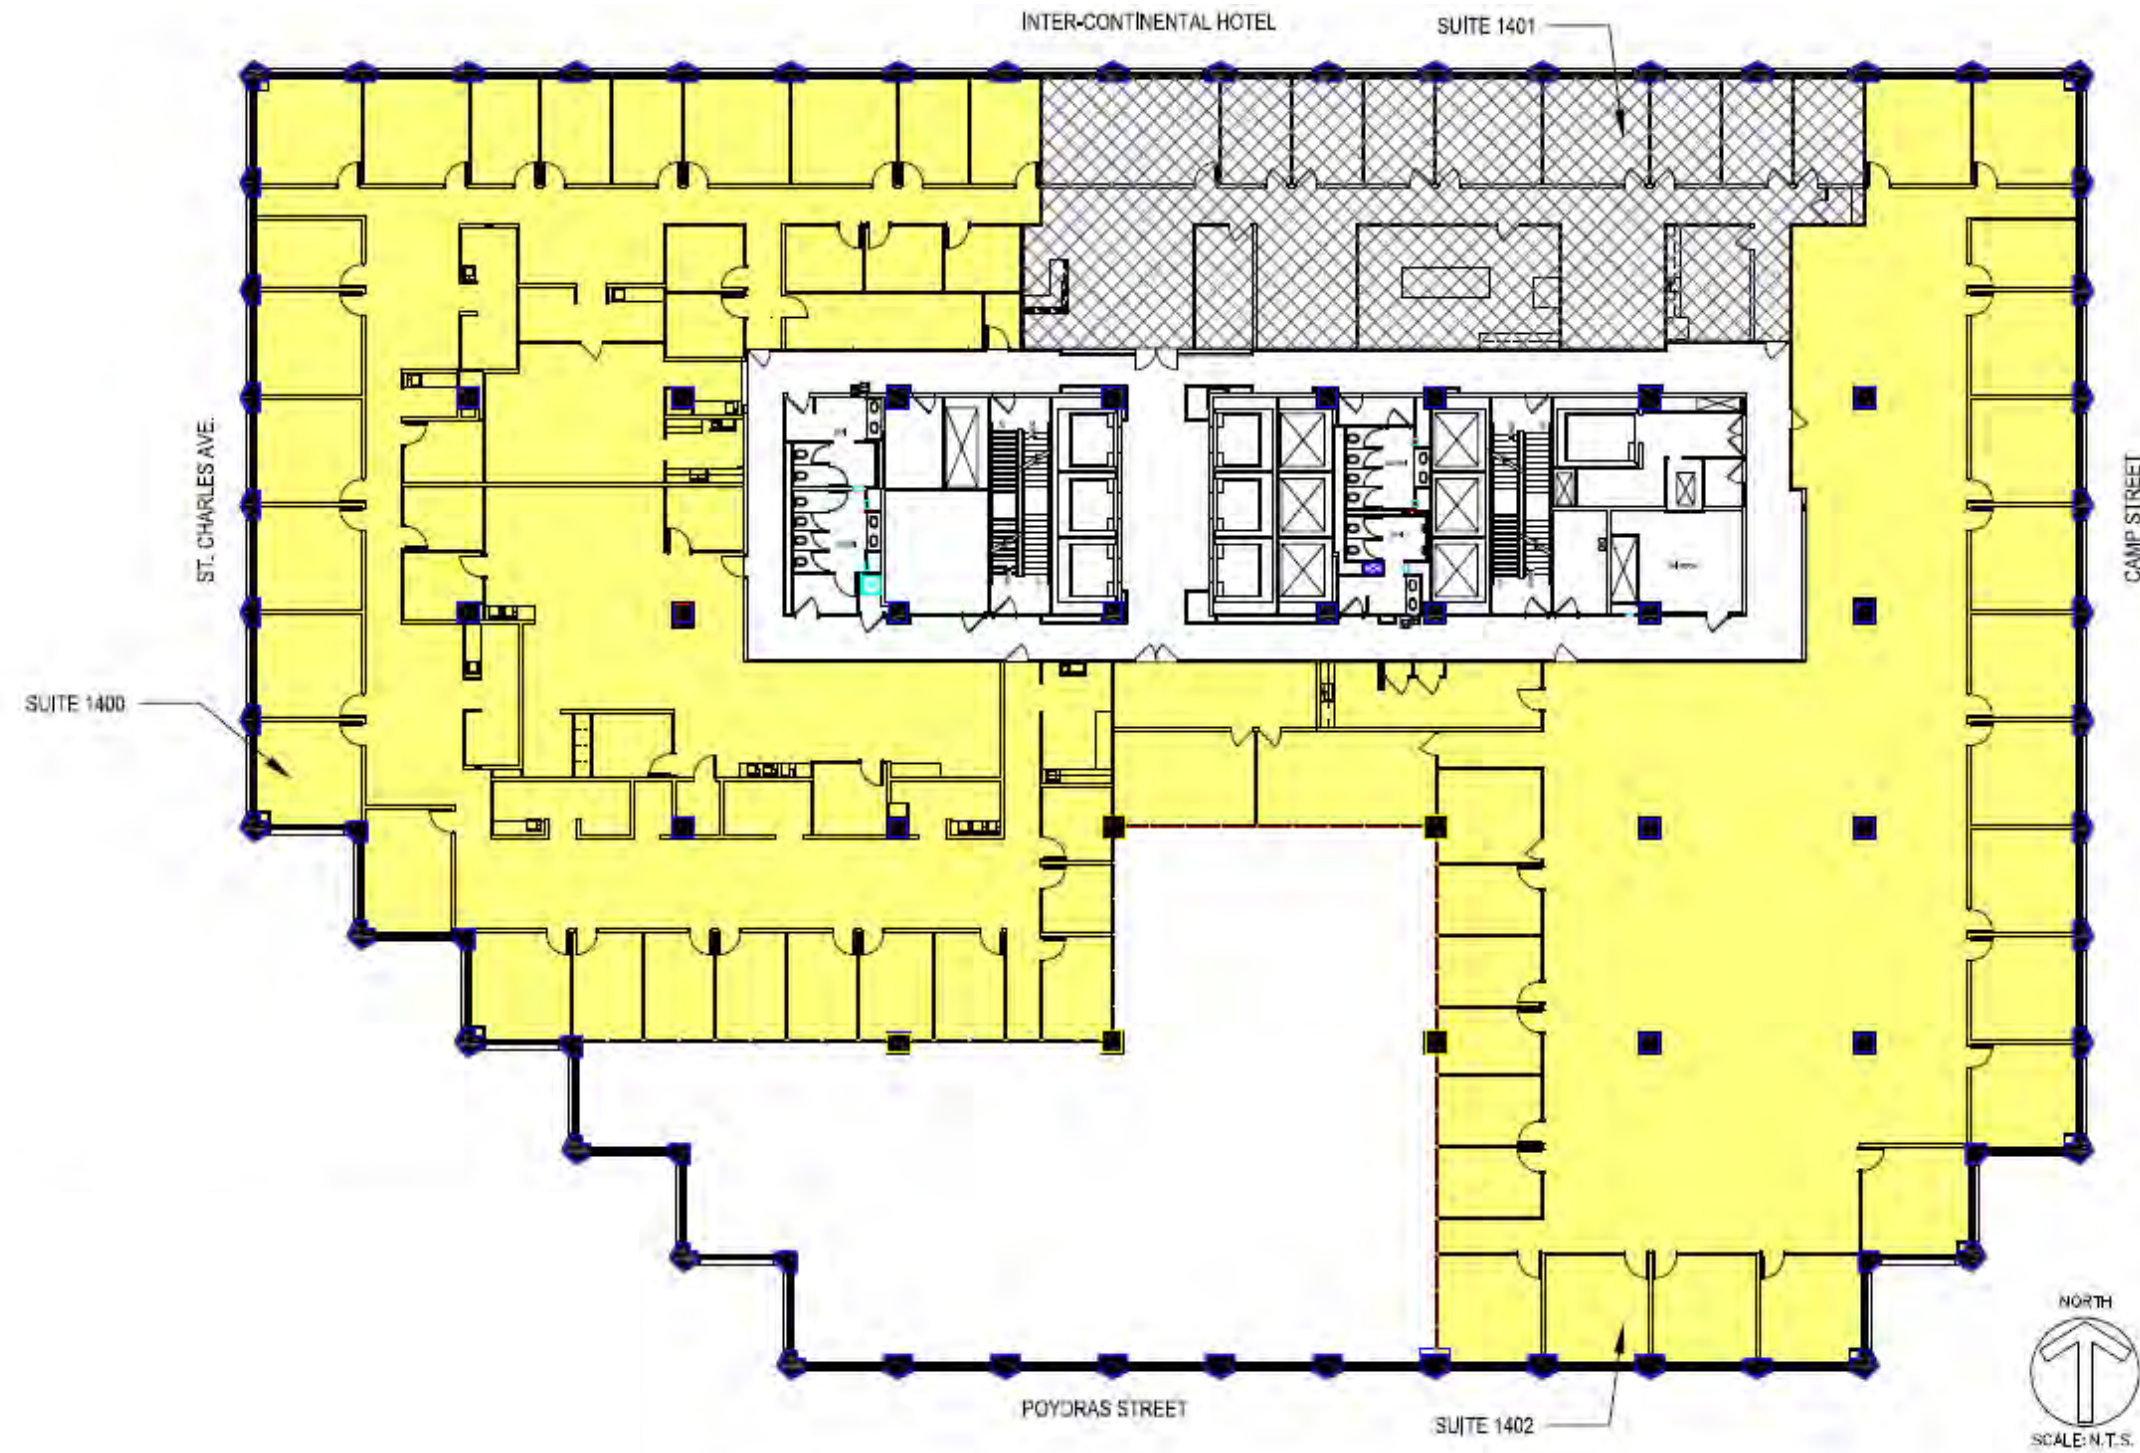 INTER-CONTINENTAL HOTEL
SUITE 1401
ST. CHARLES AVE.
CAMP STREET
SUITE 1400
NORTH
POYDRAS STREET
SUITE 1402
SCALE: N.T.S.